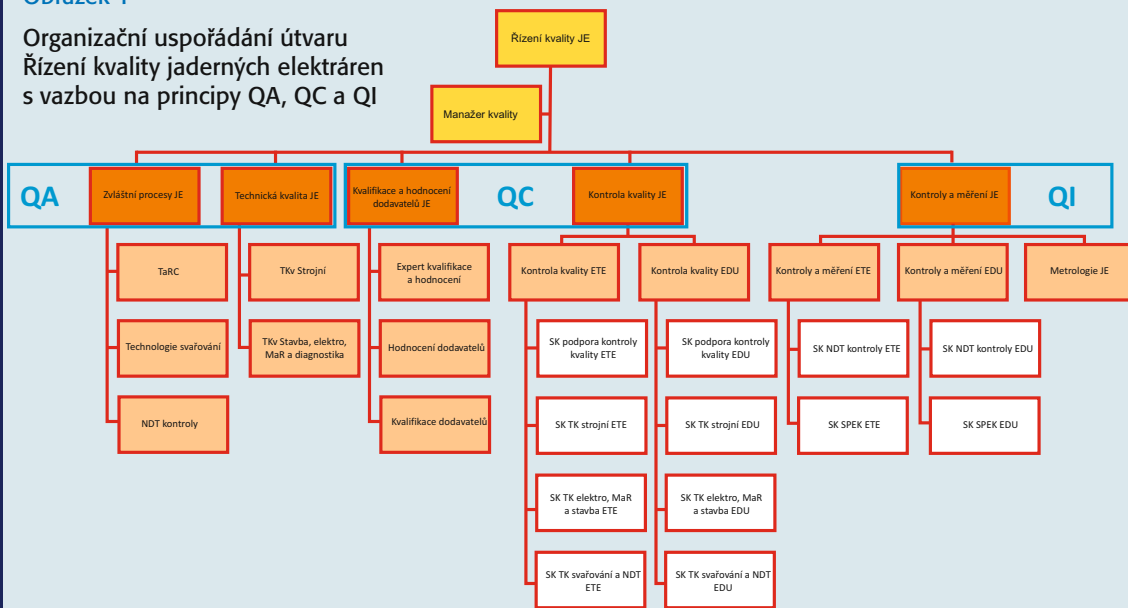 Obrázek 1
Organizační uspořádání útvaru
Řízení kvality jaderných elektráren
s vazbou na principy QA, QC a QI
Řízení kvality JE
Manažer kvality
QA
Zvláštní procesy JE
Technická kvalita JE
Kvalifikace a hodnocení
dodavatelů JE
QC
Kontrola kvality JE
Kontroly a měření JE
QI
TaRC
TKv Strojní
Expert kvalifikace
a hodnocení
Kontrola kvality ETE
Kontrola kvality EDU
Kontroly a měření ETE
Kontroly a měření EDU
Metrologie JE
Technologie svařování
TKv Stavba, elektro,
MaR a diagnostika
Hodnocení dodavatelů
SK podpora kontroly
kvality ETE
SK podpora kontroly
kvality EDU
SK NDT kontroly ETE
SK NDT kontroly EDU
NDT kontroly
Kvalifikace dodavatelů
SK TK strojní ETE
SK TK strojní EDU
SK SPEK ETE
SK SPEK EDU
SK TK elektro, MaR
a stavba ETE
SK TK elektro, MaR
a stavba EDU
SK TK svařování a NDT
ETE
SK TK svařování a NDT
EDU